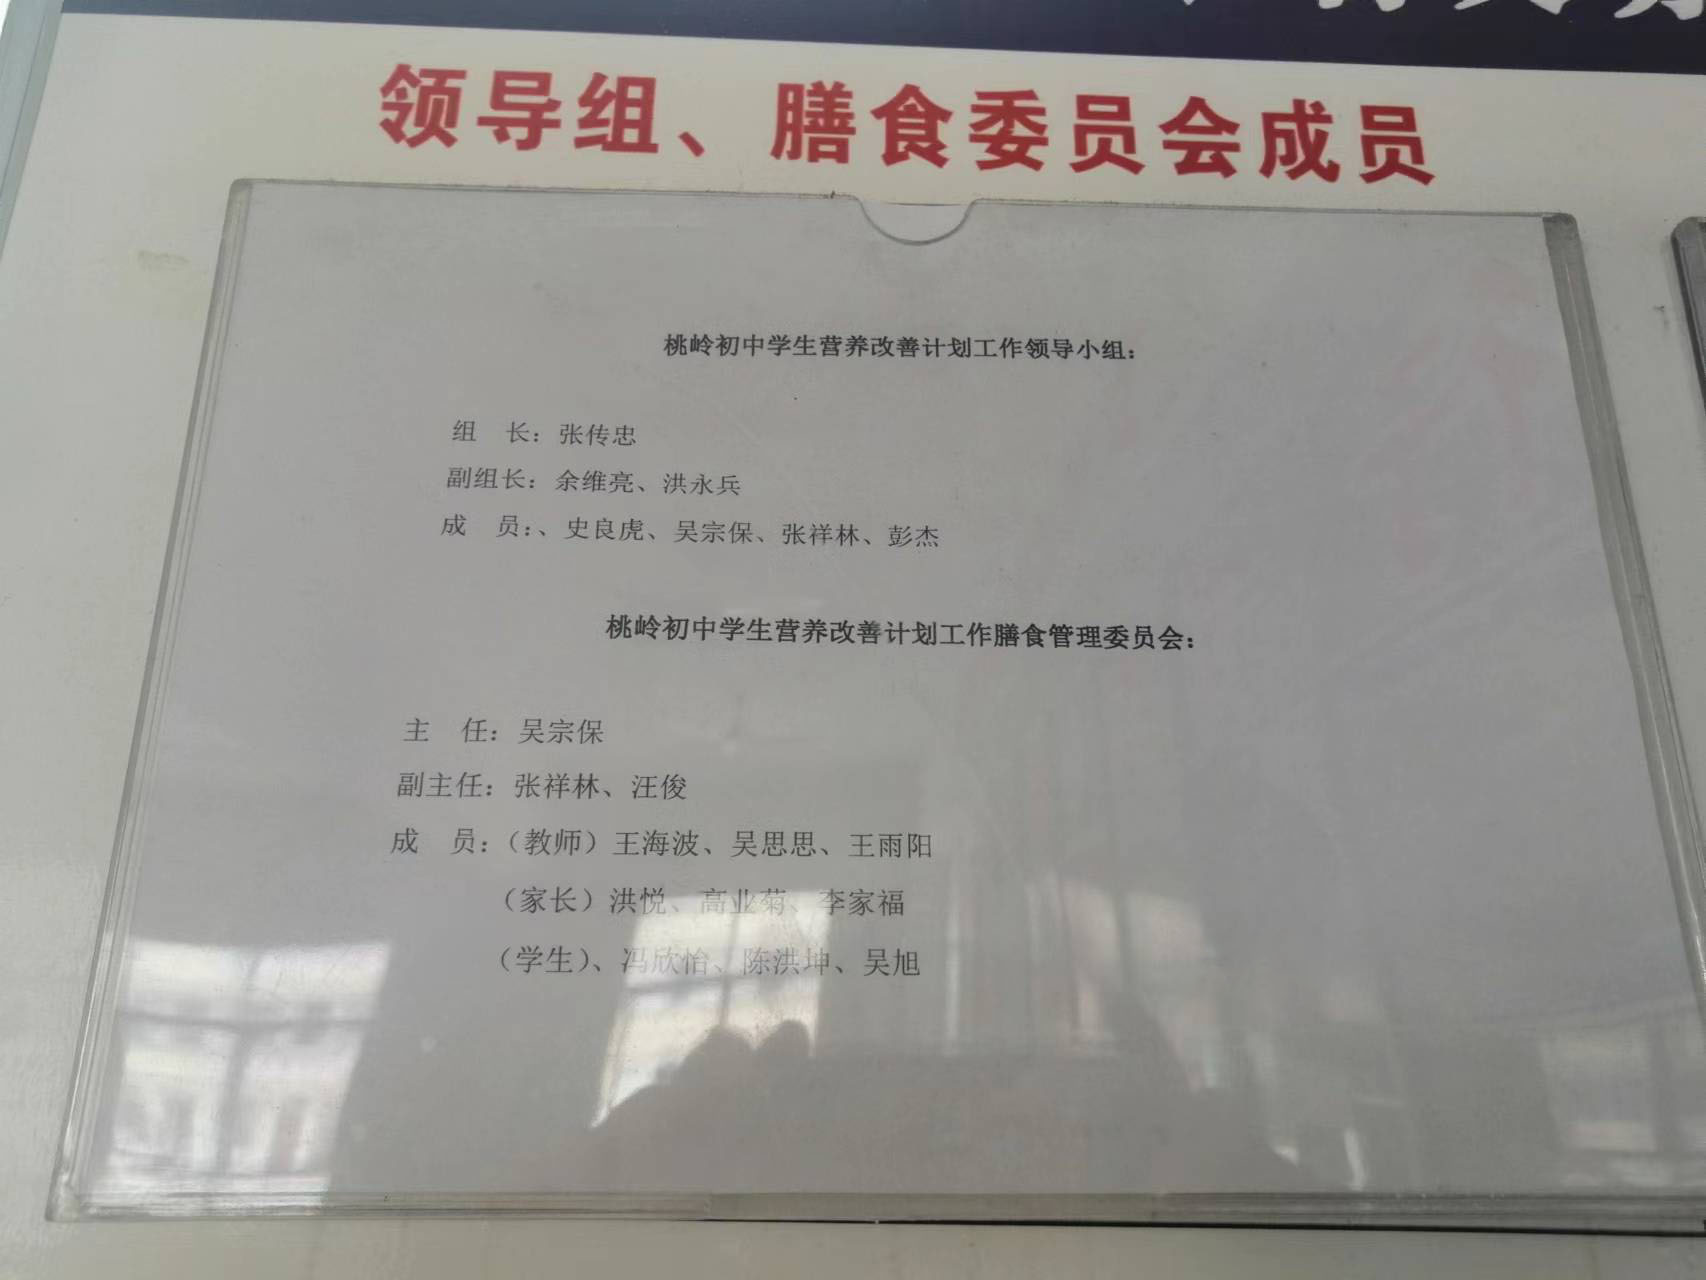 领导组、膳食委员会成员
桃岭初中学生营养改善计划工作领导小组：
组　长：张传忠
副组长：余维亮、洪永兵
成　员：、史良虎、吴宗保、张祥林、彭杰
桃岭初中学生营养改善计划工作膳食管理委员会：
主　任：吴宗保
副主任：张祥林、汪俊
成　员：（教师）王海波、吴思思、王雨阳
（家长）洪悦、高业菊、李家福
（学生）、冯欣怡、陈洪坤、吴旭